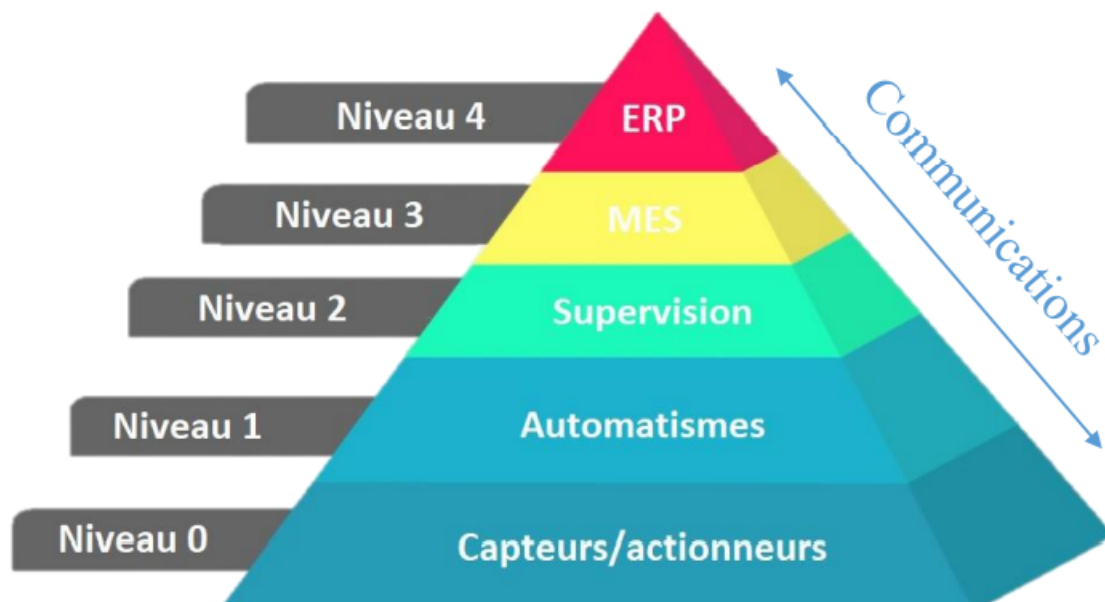 Niveau 4
ERP
Communications
Niveau 3
MES
Niveau 2
Supervision
Niveau 1
Automatismes
Niveau 0
Capteurs/actionneurs